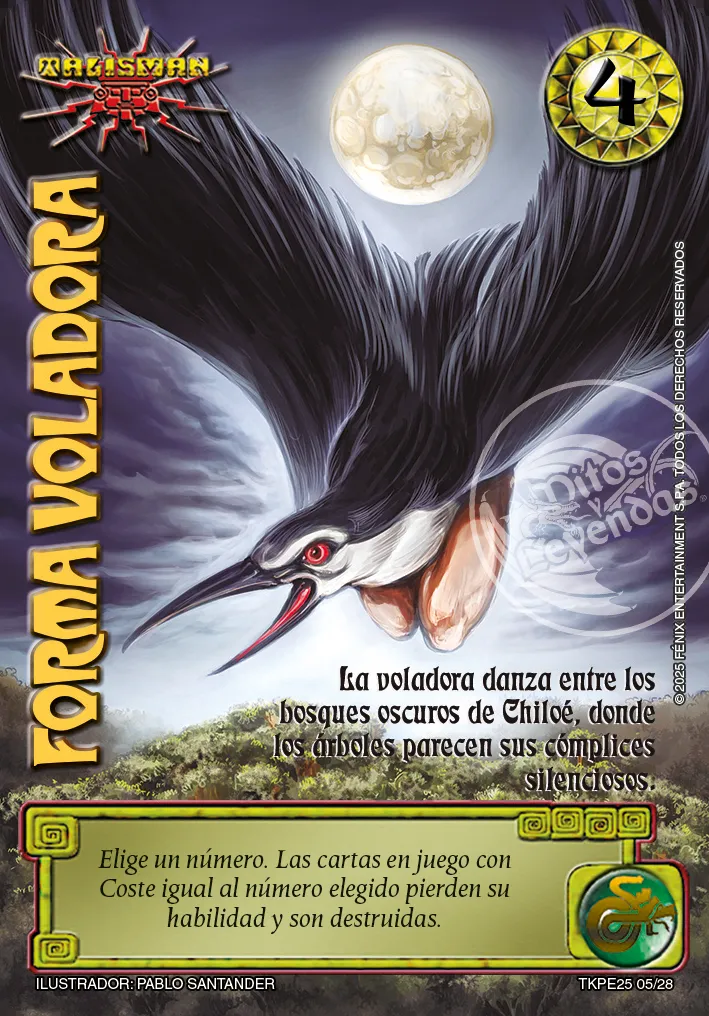 TALISMAN
4
FORMA VOLADORA
Mitos
y
Leyendas
®
© 2025 FÉNIX ENTERTAINMENT S.P.A. TODOS LOS DERECHOS RESERVADOS
La voladora danza entre los
bosques oscuros de Chiloé, donde
los árboles parecen sus cómplices
silenciosos.
Elige un número. Las cartas en juego con
Coste igual al número elegido pierden su
habilidad y son destruidas.
ILUSTRADOR: PABLO SANTANDER
TKPE25 05/28